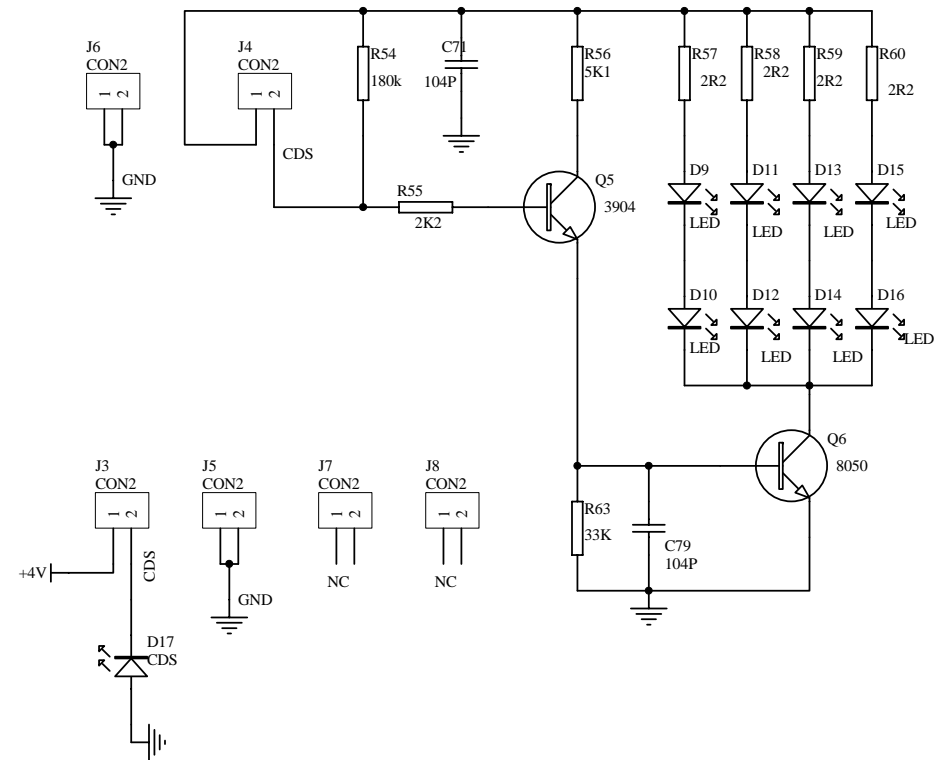 J6
CON2
1
2
GND
J4
CON2
1
2
CDS
R54
180k
C71
104P
R55
2K2
R56
5K1
Q5
3904
R57
2R2
R58
2R2
R59
2R2
R60
2R2
D9
LED
D11
LED
D13
LED
D15
LED
D10
LED
D12
LED
D14
LED
D16
LED
Q6
8050
J3
CON2
1
2
+4V
CDS
D17
CDS
J5
CON2
1
2
GND
J7
CON2
1
2
NC
J8
CON2
1
2
NC
R63
33K
C79
104P